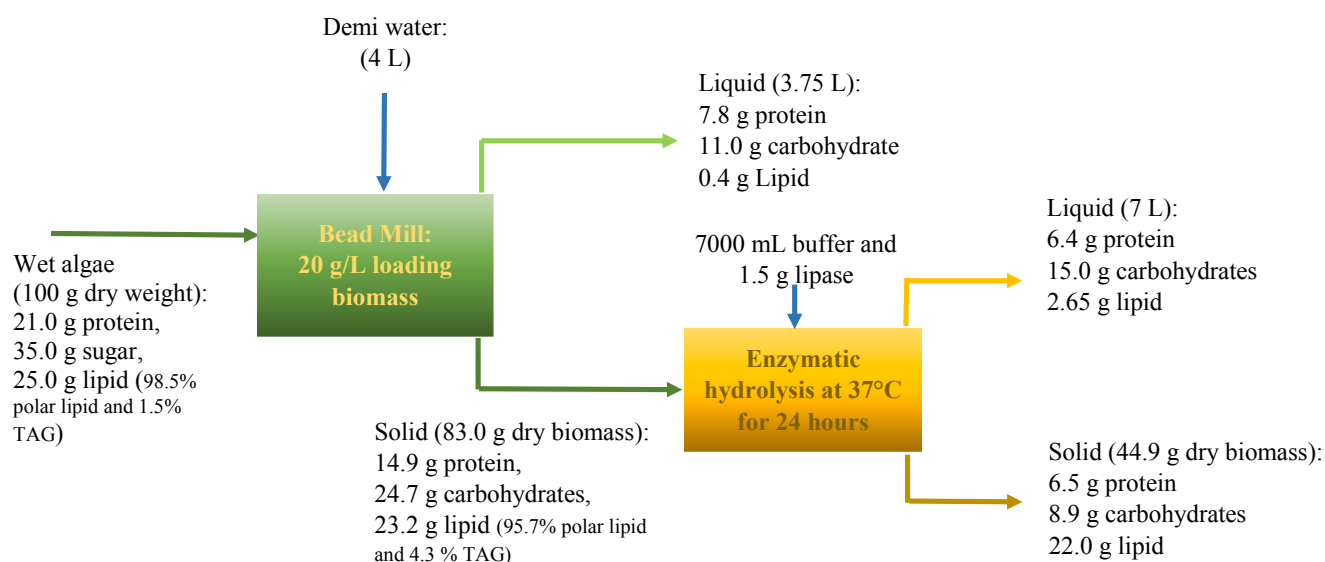 Demi water:
(4 L)
Liquid (3.75 L):
7.8 g protein
11.0 g carbohydrate
0.4 g Lipid
Bead Mill:
20 g/L loading
biomass
Wet algae
(100 g dry weight):
21.0 g protein,
35.0 g sugar,
25.0 g lipid (98.5%
polar lipid and 1.5%
TAG)
7000 mL buffer and
1.5 g lipase
Liquid (7 L):
6.4 g protein
15.0 g carbohydrates
2.65 g lipid
Enzymatic
hydrolysis at 37°C
for 24 hours
Solid (83.0 g dry biomass):
14.9 g protein,
24.7 g carbohydrates,
23.2 g lipid (95.7% polar lipid
and 4.3 % TAG)
Solid (44.9 g dry biomass):
6.5 g protein
8.9 g carbohydrates
22.0 g lipid